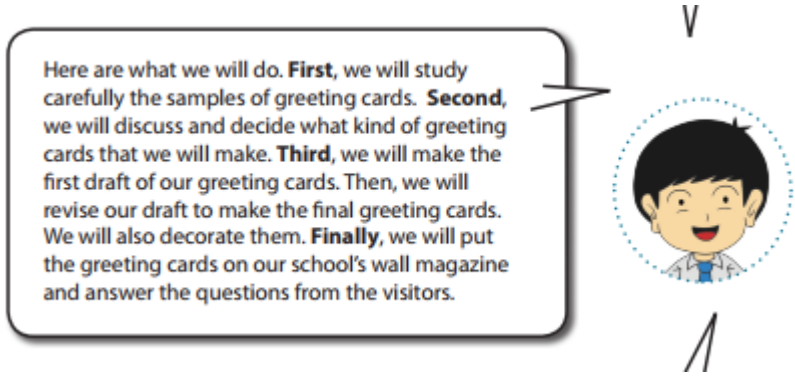 Here are what we will do. First, we will study
carefully the samples of greeting cards. Second,
we will discuss and decide what kind of greeting
cards that we will make. Third, we will make the
first draft of our greeting cards. Then, we will
revise our draft to make the final greeting cards.
We will also decorate them. Finally, we will put
the greeting cards on our school's wall magazine
and answer the questions from the visitors.